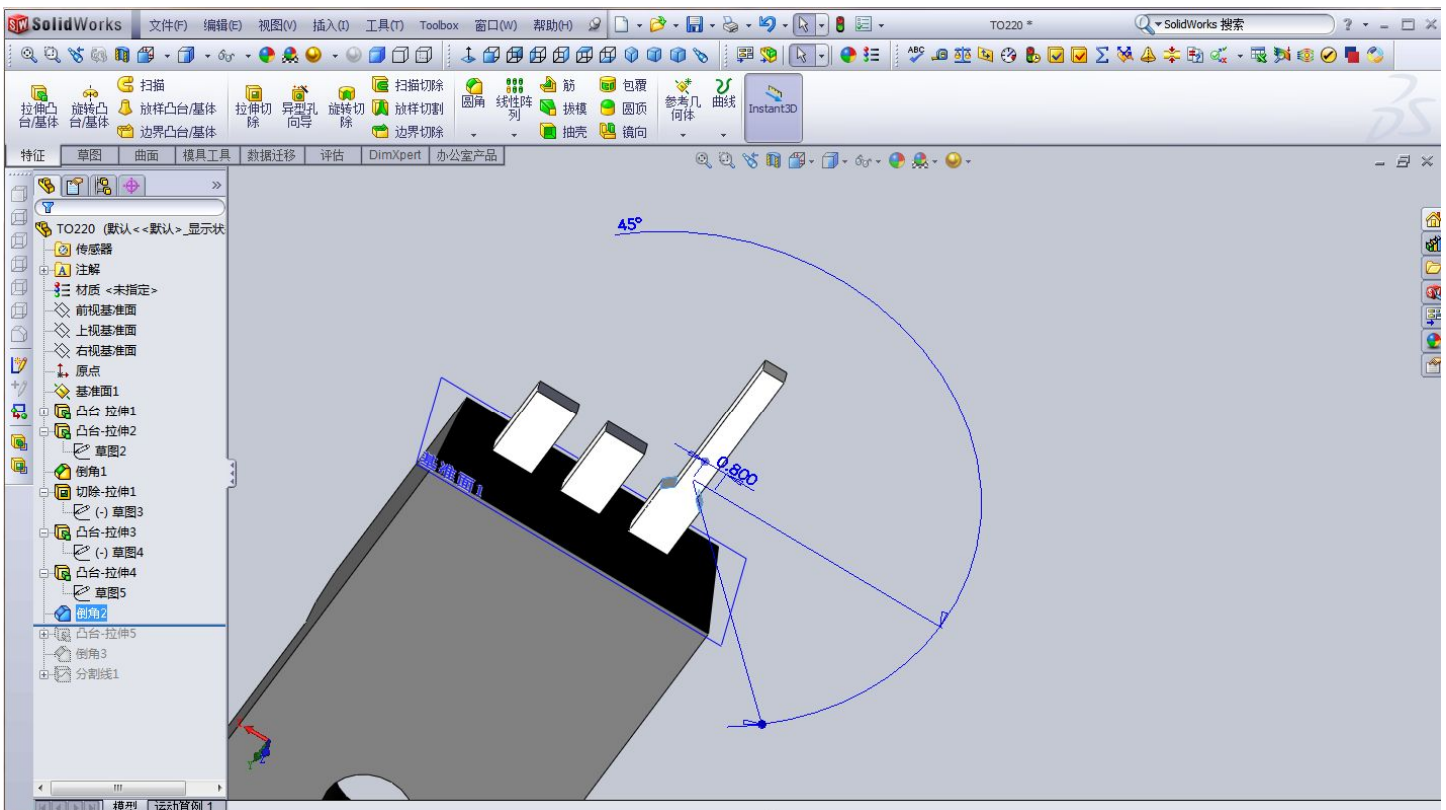 SolidWorks 文件(F) 编辑(E) 视图(V) 插入(I) 工具(T) Toolbox 窗口(W) 帮助(H) TO220 * SolidWorks 搜索
拉伸凸台/基体
旋转凸台/基体
扫描
放样凸台/基体
边界凸台/基体
拉伸切除
异型孔向导
旋转切除
扫描切除
放样切割
边界切除
圆角
线性阵列
筋
拔模
抽壳
包覆
圆顶
镜向
参考几何体
曲线
Instant3D
特征 草图 曲面 模具工具 数据迁移 评估 DimXpert 办公室产品
TO220 (默认<<默认>_显示状
传感器
注解
材质 <未指定>
前视基准面
上视基准面
右视基准面
原点
基准面1
凸台-拉伸1
凸台-拉伸2
草图2
倒角1
切除-拉伸1
(-) 草图3
凸台-拉伸3
(-) 草图4
凸台-拉伸4
草图5
倒角2
凸台-拉伸5
倒角3
分割线1
45°
0.800
基准面1
模型 运动算例 1